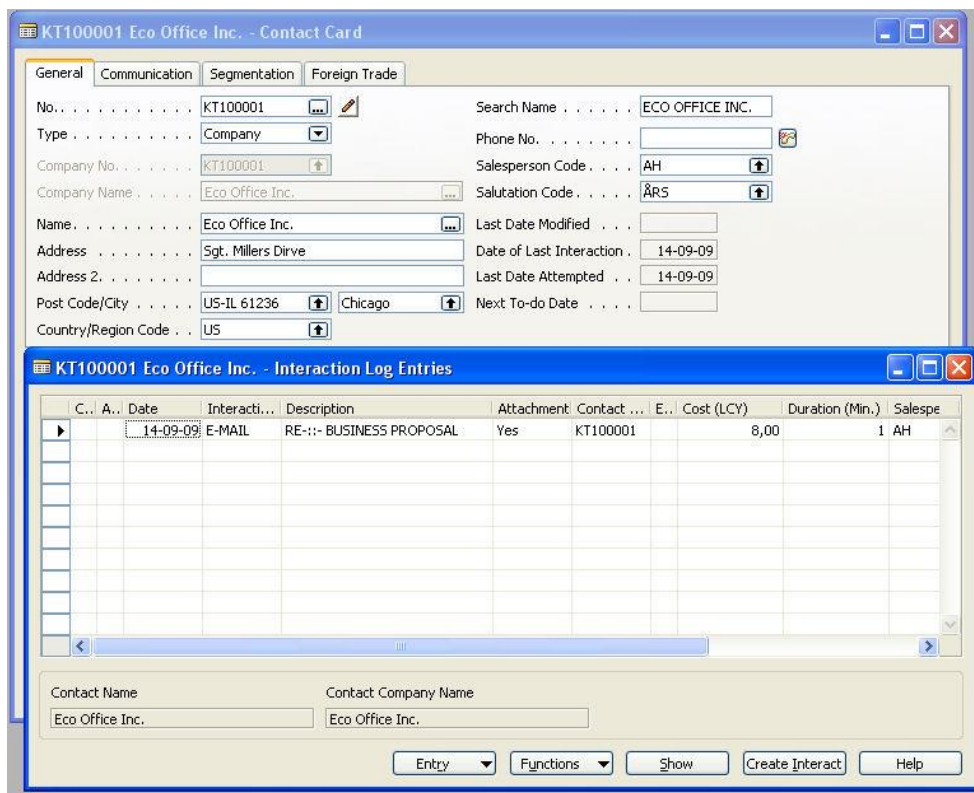 KT100001 Eco Office Inc. - Contact Card
General Communication Segmentation Foreign Trade
No. . . . . . . . . . . . KT100001 ... Search Name . . . . . . ECO OFFICE INC.
Type . . . . . . . . . . Company Phone No. . . . . . . . .
Company No. . . . . . . KT100001 Salesperson Code . . . . AH
Company Name . . . . . Eco Office Inc. ... Salutation Code . . . . . ÅRS
Name. . . . . . . . . . . Eco Office Inc. ... Last Date Modified . . .
Address . . . . . . . . Sgt. Millers Dirve Date of Last Interaction . 14-09-09
Address 2. . . . . . . . Last Date Attempted . . 14-09-09
Post Code/City . . . . . US-IL 61236 Chicago Next To-do Date . . . .
Country/Region Code . . US
KT100001 Eco Office Inc. - Interaction Log Entries
C.. A.. Date Interacti... Description Attachment Contact ... E.. Cost (LCY) Duration (Min.) Salespe
14-09-09 E-MAIL RE-::- BUSINESS PROPOSAL Yes KT100001 8,00 1 AH
Contact Name Contact Company Name
Eco Office Inc. Eco Office Inc.
Entry Functions Show Create Interact Help